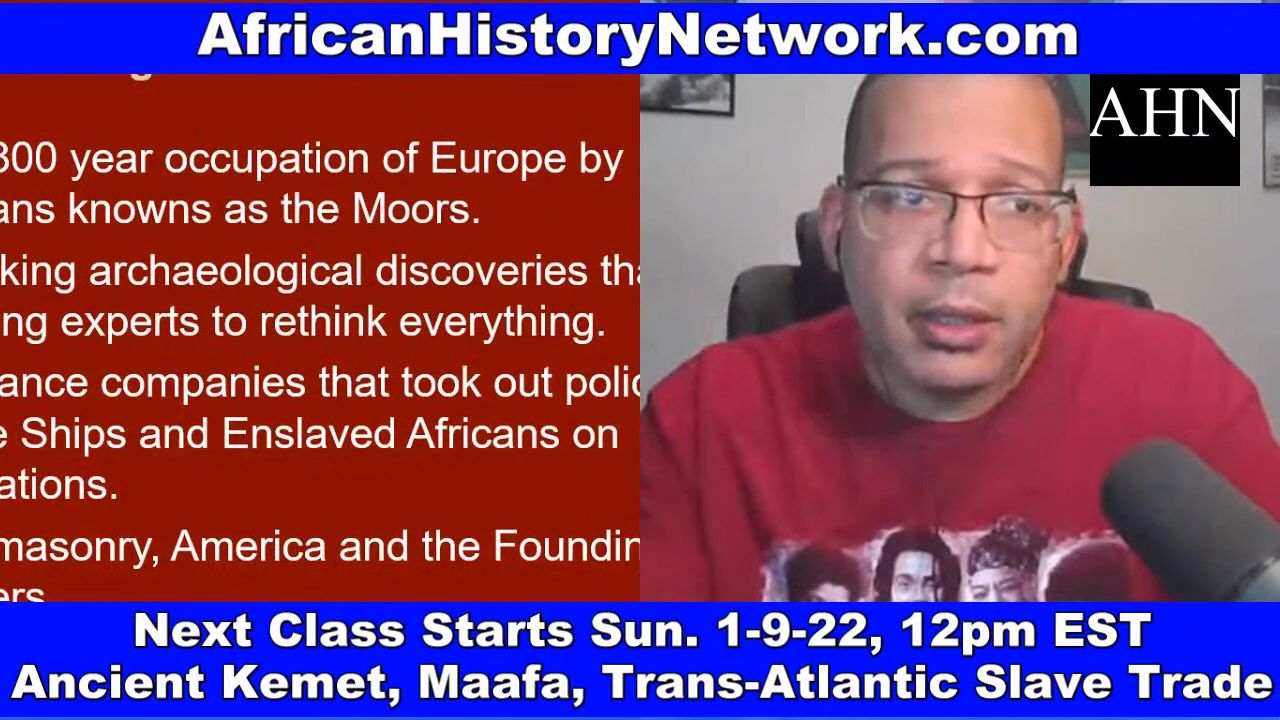 AfricanHistoryNetwork.com
AHN
800 year occupation of Europe by
ans knowns as the Moors.
king archaeological discoveries tha
ng experts to rethink everything.
ance companies that took out polic
e Ships and Enslaved Africans on
ations.
masonry, America and the Foundin
ers
Next Class Starts Sun. 1-9-22, 12pm EST
Ancient Kemet, Maafa, Trans-Atlantic Slave Trade